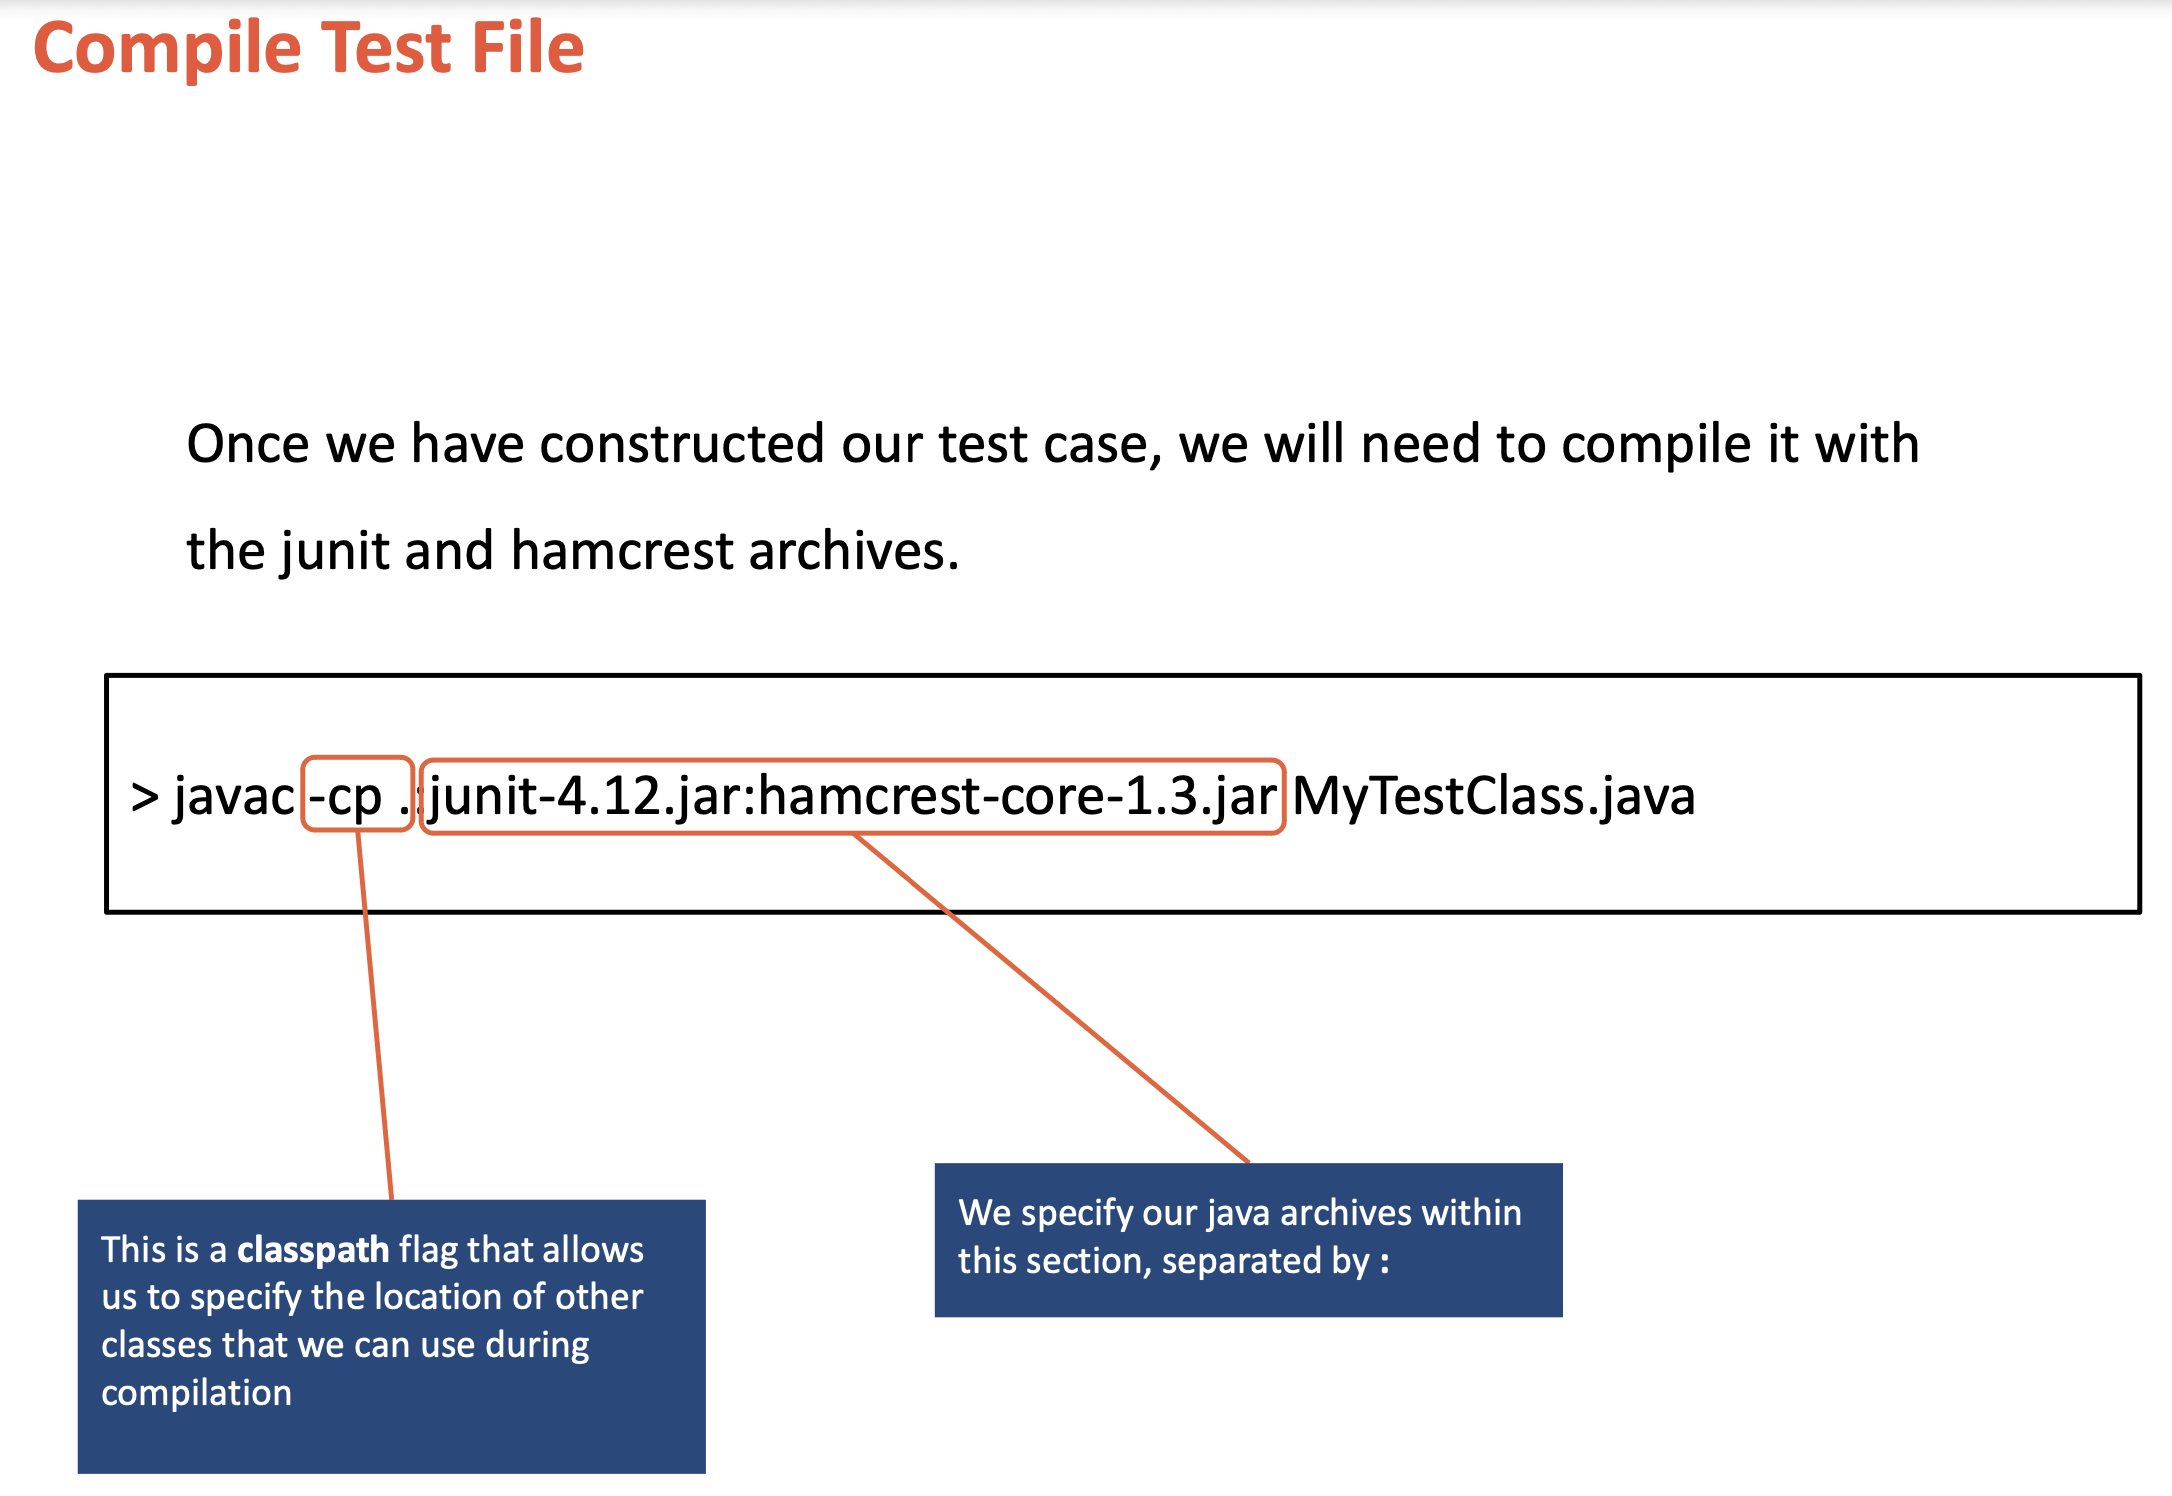 Compile Test File
Once we have constructed our test case, we will need to compile it with
the junit and hamcrest archives.
> javac -cp .:junit-4.12.jar:hamcrest-core-1.3.jar MyTestClass.java
This is a classpath flag that allows
us to specify the location of other
classes that we can use during
compilation
We specify our java archives within
this section, separated by :